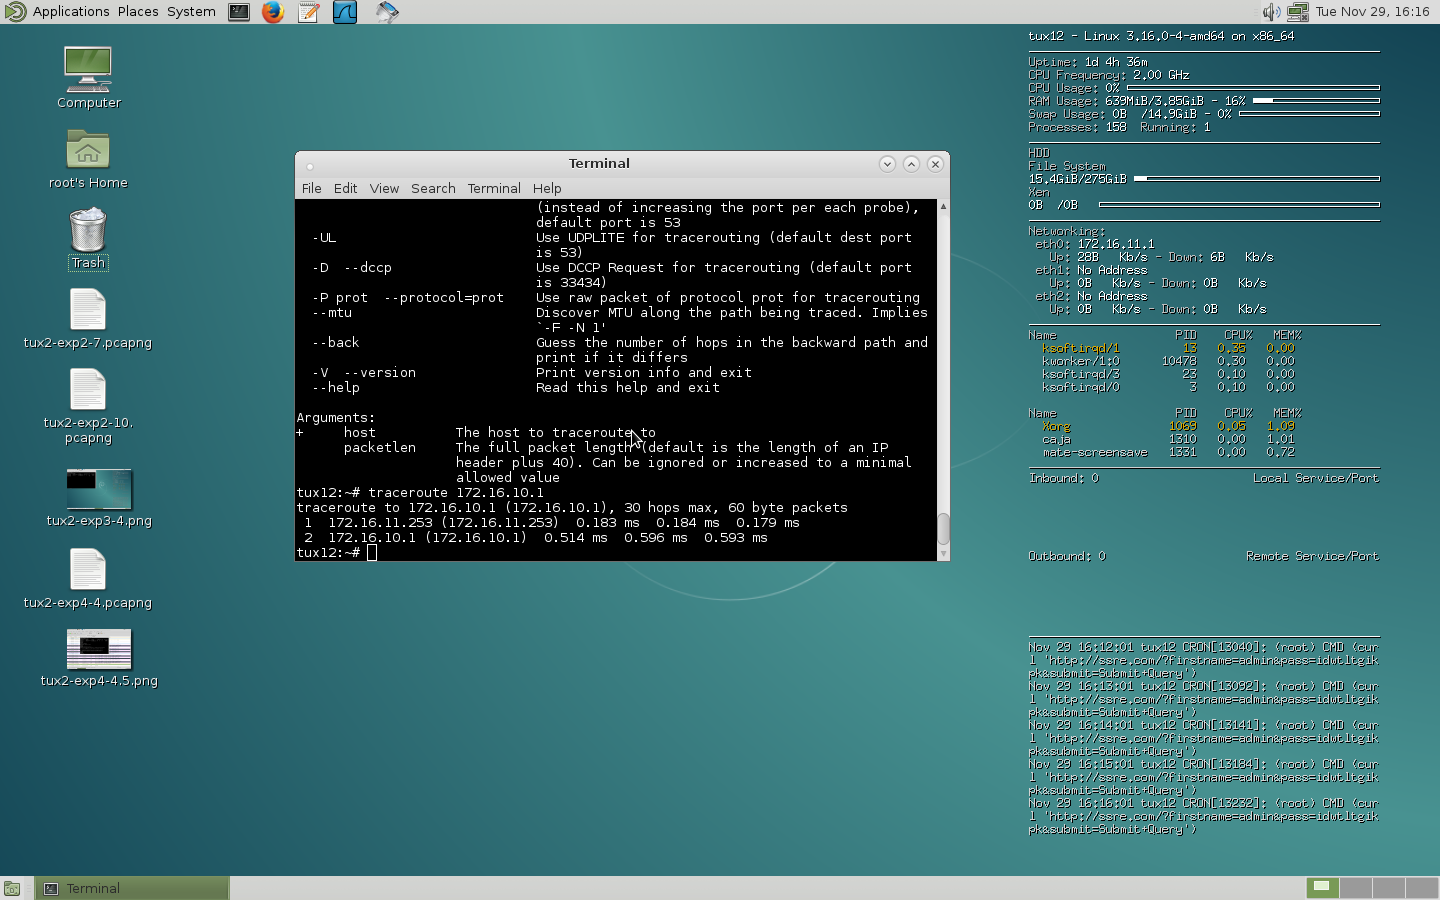 Applications Places System
Tue Nov 29, 16:16
Computer
root's Home
Trash
tux2-exp2-7.pcapng
tux2-exp2-10.
pcapng
tux2-exp3-4.png
tux2-exp4-4.pcapng
tux2-exp4-4.5.png
Terminal
File Edit View Search Terminal Help
(instead of increasing the port per each probe),
default port is 53
-UL Use UDPLITE for tracerouting (default dest port
is 53)
-D --dccp Use DCCP Request for tracerouting (default port
is 33434)
-P prot --protocol=prot Use raw packet of protocol prot for tracerouting
--mtu Discover MTU along the path being traced. Implies
`-F -N 1'
--back Guess the number of hops in the backward path and
print if it differs
-V --version Print version info and exit
--help Read this help and exit
Arguments:
+ host The host to traceroute to
packetlen The full packet length (default is the length of an IP
header plus 40). Can be ignored or increased to a minimal
allowed value
tux12:~# traceroute 172.16.10.1
traceroute to 172.16.10.1 (172.16.10.1), 30 hops max, 60 byte packets
1 172.16.11.253 (172.16.11.253) 0.183 ms 0.184 ms 0.179 ms
2 172.16.10.1 (172.16.10.1) 0.514 ms 0.596 ms 0.593 ms
tux12:~#
tux12 - Linux 3.16.0-4-amd64 on x86_64
Uptime: 1d 4h 36m
CPU Frequency: 2.00 GHz
CPU Usage: 0%
RAM Usage: 639MiB/3.85GiB - 16%
Swap Usage: 0B /14.9GiB - 0%
Processes: 158 Running: 1
HDD
File System
15.4GiB/275GiB
Xen
0B /0B
Networking:
eth0: 172.16.11.1
Up: 28B Kb/s - Down: 6B Kb/s
eth1: No Address
Up: 0B Kb/s - Down: 0B Kb/s
eth2: No Address
Up: 0B Kb/s - Down: 0B Kb/s
Name PID CPU% MEM%
ksoftirqd/1 13 0.35 0.00
kworker/1:0 10478 0.30 0.00
ksoftirqd/3 23 0.10 0.00
ksoftirqd/0 3 0.10 0.00
Name PID CPU% MEM%
Xorg 1069 0.05 1.09
caja 1310 0.00 1.01
mate-screensave 1331 0.00 0.72
Inbound: 0 Local Service/Port
Outbound: 0 Remote Service/Port
Nov 29 16:12:01 tux12 CRON[13040]: (root) CMD (cur
l 'http://ssre.com/?firstname=admin&pass=idwtltgik
pk&submit=Submit+Query')
Nov 29 16:13:01 tux12 CRON[13092]: (root) CMD (cur
l 'http://ssre.com/?firstname=admin&pass=idwtltgik
pk&submit=Submit+Query')
Nov 29 16:14:01 tux12 CRON[13141]: (root) CMD (cur
l 'http://ssre.com/?firstname=admin&pass=idwtltgik
pk&submit=Submit+Query')
Nov 29 16:15:01 tux12 CRON[13184]: (root) CMD (cur
l 'http://ssre.com/?firstname=admin&pass=idwtltgik
pk&submit=Submit+Query')
Nov 29 16:16:01 tux12 CRON[13232]: (root) CMD (cur
l 'http://ssre.com/?firstname=admin&pass=idwtltgik
pk&submit=Submit+Query')
Terminal